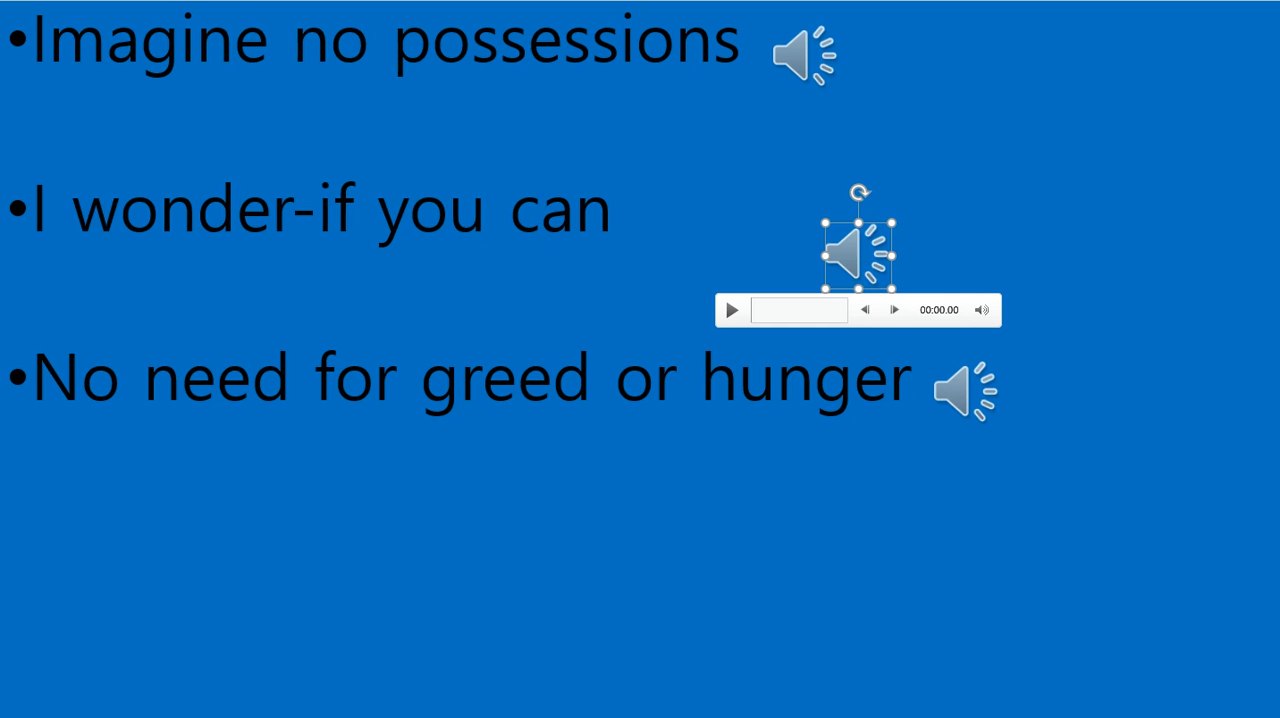 •Imagine no possessions
•I wonder-if you can
00:00.00
•No need for greed or hunger